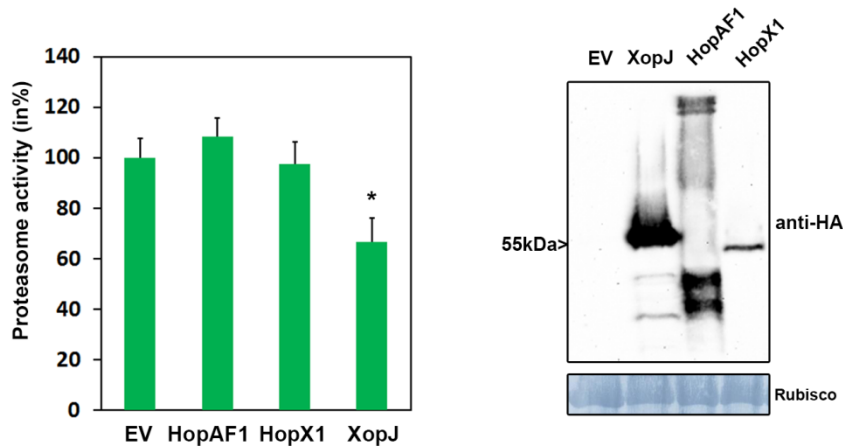 Proteasome activity (in%)
140
120
100
80
60
40
20
0
*
EV HopAF1 HopX1 XopJ
EV XopJ HopAF1 HopX1
55kDa>
anti-HA
Rubisco